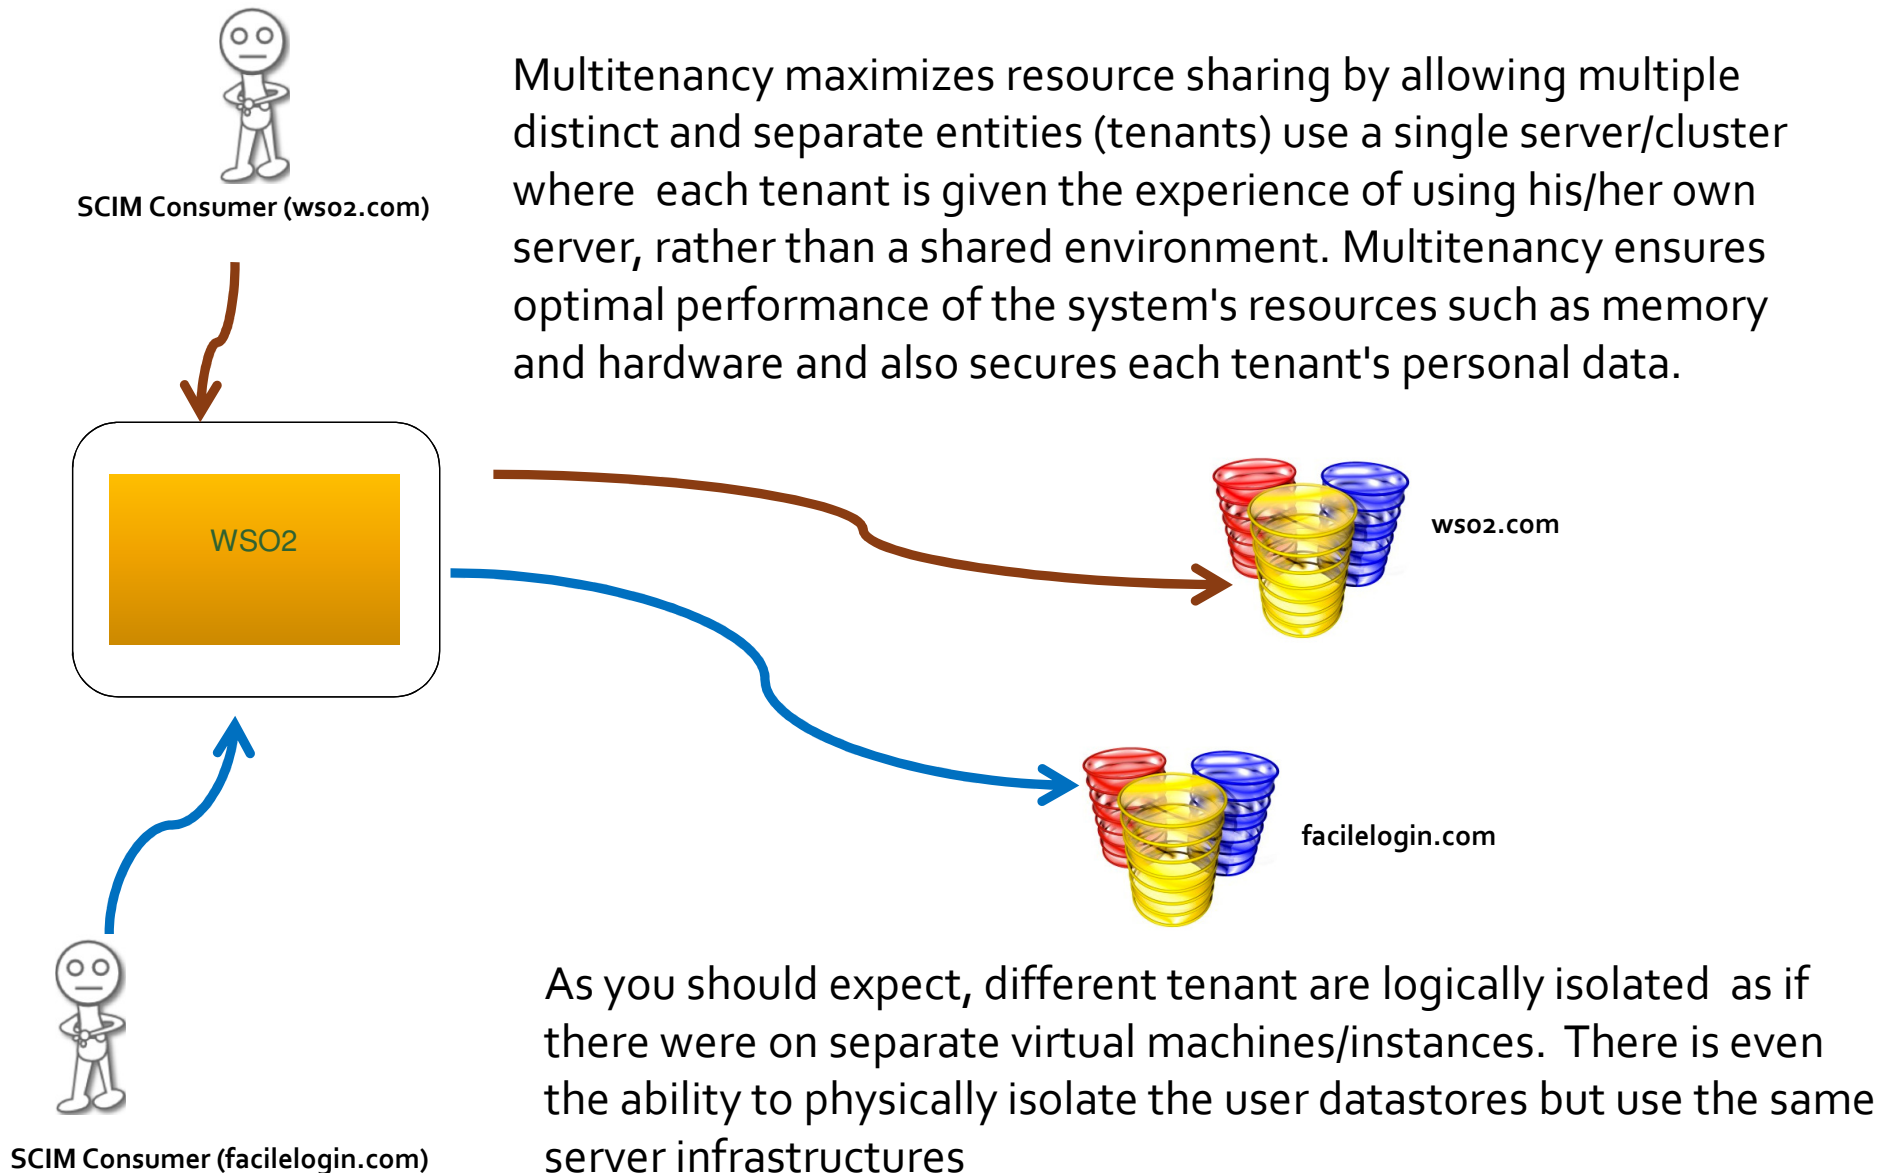 SCIM Consumer (wso2.com)
Multitenancy maximizes resource sharing by allowing multiple
distinct and separate entities (tenants) use a single server/cluster
where  each tenant is given the experience of using his/her own
server, rather than a shared environment. Multitenancy ensures
optimal performance of the system's resources such as memory
and hardware and also secures each tenant's personal data.
WSO2
wso2.com
facilelogin.com
As you should expect, different tenant are logically isolated  as if
there were on separate virtual machines/instances.  There is even
the ability to physically isolate the user datastores but use the same
server infrastructures
SCIM Consumer (facilelogin.com)